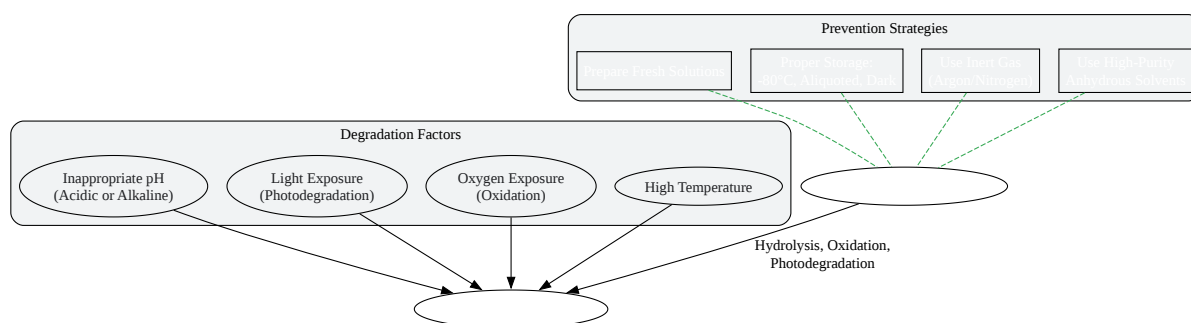 Prevention Strategies
Prepare Fresh Solutions
Proper Storage:
-80°C, Aliquoted, Dark
Use Inert Gas
(Argon/Nitrogen)
Use High-Purity
Anhydrous Solvents
Degradation Factors
Inappropriate pH
(Acidic or Alkaline)
Light Exposure
(Photodegradation)
Oxygen Exposure
(Oxidation)
High Temperature
Hydrolysis, Oxidation,
Photodegradation